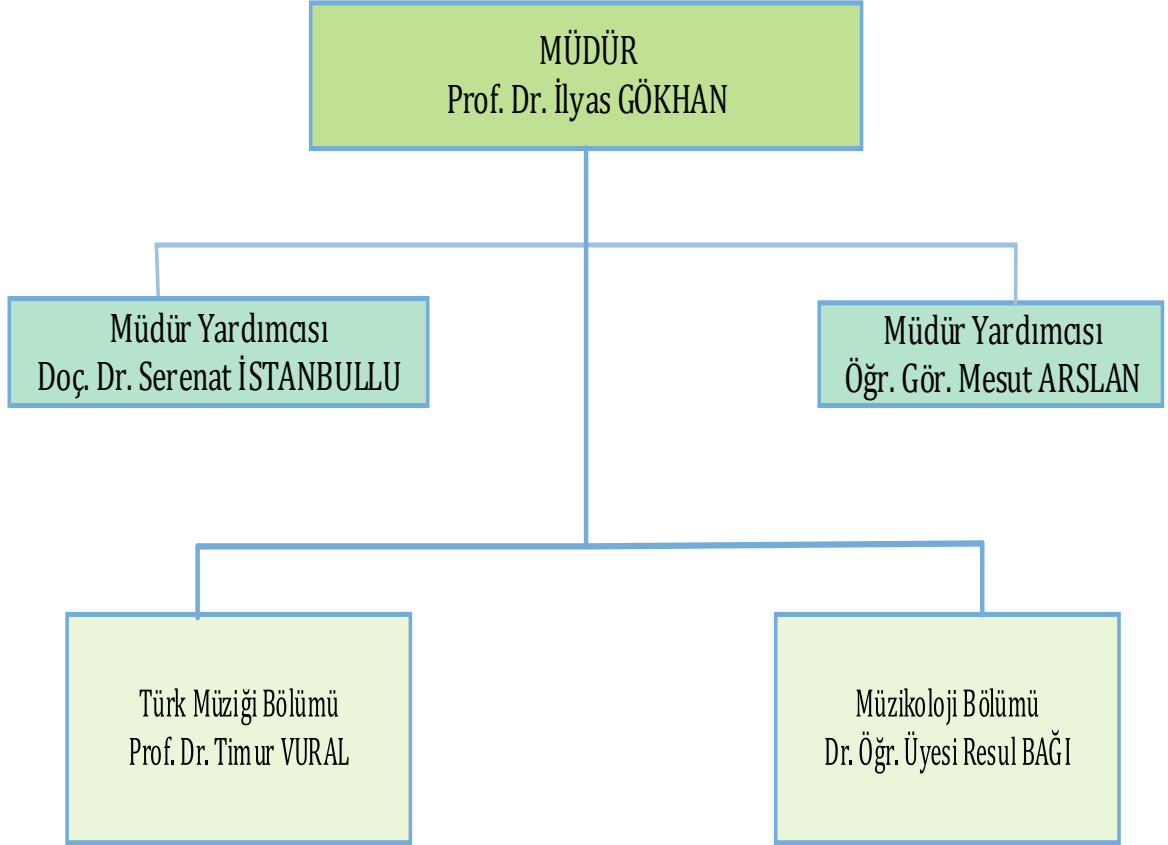 MÜDÜR
Prof. Dr. İlyas GÖKHAN
Müdür Yardımcısı
Doç. Dr. Serenat İSTANBULLU
Müdür Yardımcısı
Öğr. Gör. Mesut ARSLAN
Türk Müziği Bölümü
Prof. Dr. Timur VURAL
Müzikoloji Bölümü
Dr. Öğr. Üyesi Resul BAĞI